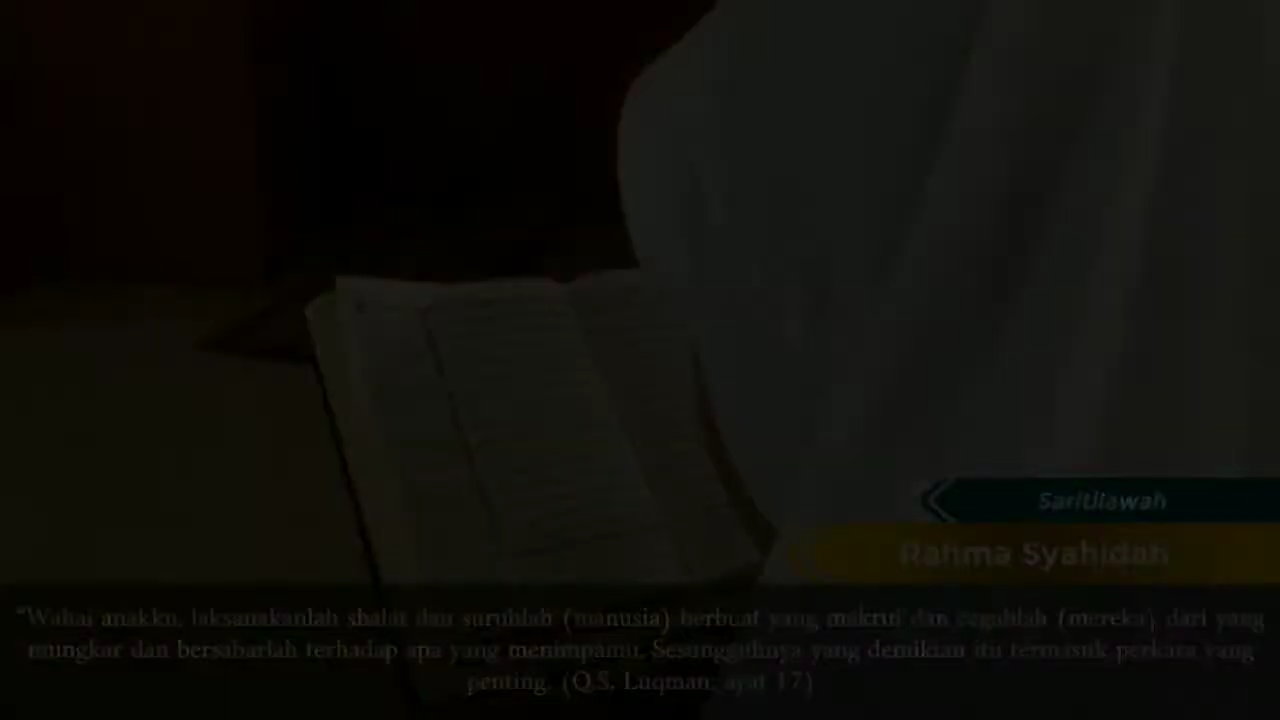 Saritilawah
Rahma Syahidah
"Wahai anakku, laksanakanlah shalat dan suruhlah (manusia) berbuat yang makruf dan cegahlah (mereka) dari yang
mungkar dan bersabarlah terhadap apa yang menimpamu. Sesungguhnya yang demikian itu termasuk perkara yang
penting. (Q.S. Luqman: ayat 17)